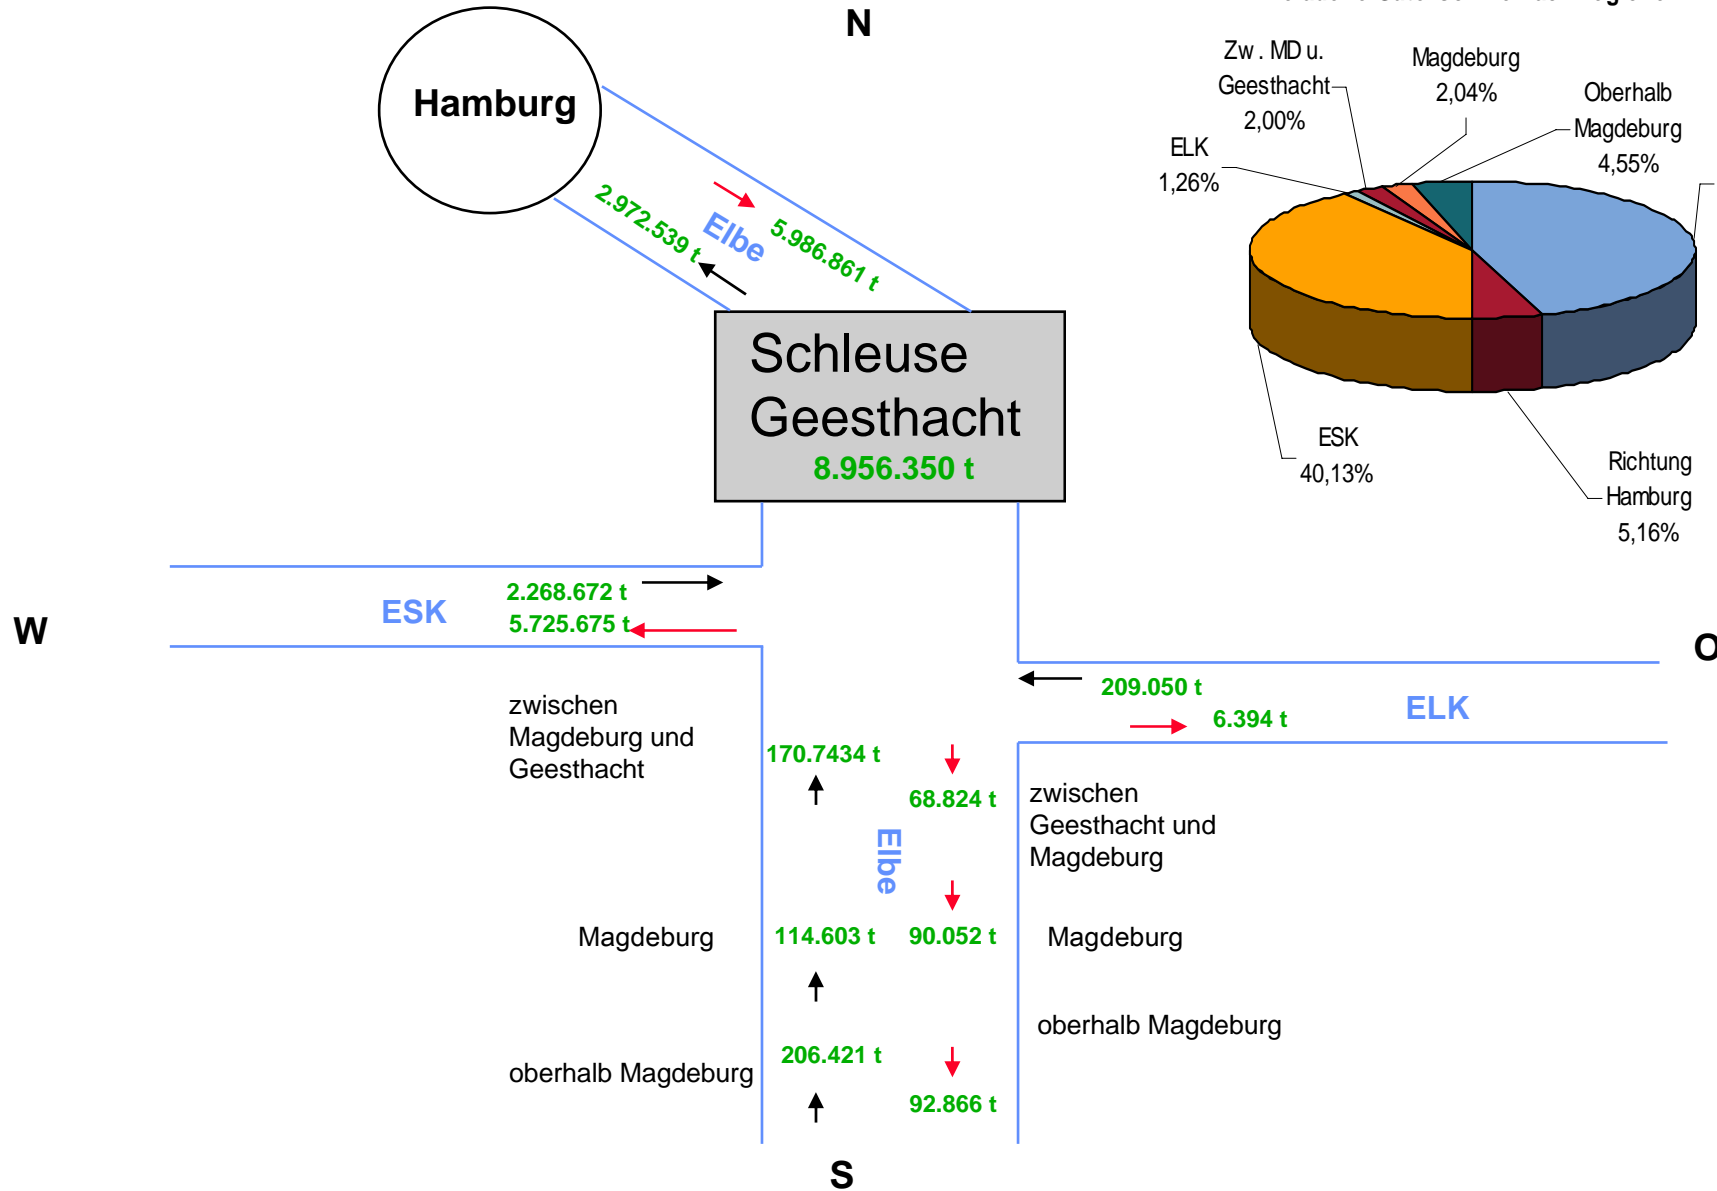 N
Hamburg
2.972.539 t
Elbe
5.986.861 t
Schleuse
Geesthacht
8.956.350 t
Zw. MD u.
Geesthacht
2,00%
Magdeburg
2,04%
Oberhalb
Magdeburg
4,55%
ELK
1,26%
ESK
40,13%
Richtung
Hamburg
5,16%
W
ESK
2.268.672 t
5.725.675 t
O
209.050 t
6.394 t
ELK
zwischen
Magdeburg und
Geesthacht
170.7434 t
68.824 t
zwischen
Geesthacht und
Magdeburg
Elbe
Magdeburg
114.603 t
90.052 t
Magdeburg
oberhalb Magdeburg
206.421 t
oberhalb Magdeburg
92.866 t
S